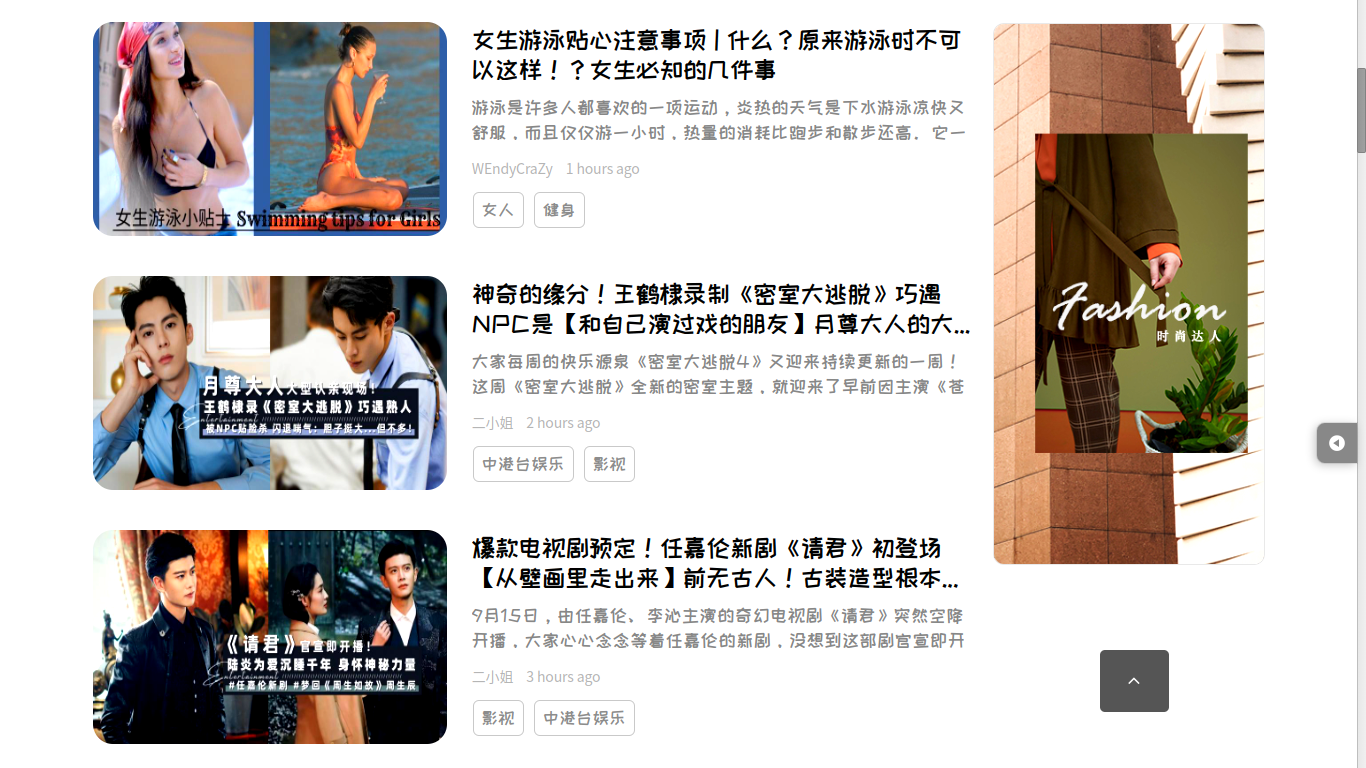 女生游泳小贴士 Swimming tips for Girls
女生游泳贴心注意事项 | 什么？原来游泳时不可
以这样！？女生必知的几件事
游泳是许多人都喜欢的一项运动，炎热的天气是下水游泳凉快又
舒服，而且仅仅游一小时，热量的消耗比跑步和散步还高。它一
WEndyCraZy 1 hours ago
女人 健身
月尊大人大型认亲现场！
王鹤棣录《密室大逃脱》巧遇熟人
Entertainment
被NPC贴脸杀 闪退喘气：胆子挺大...但不多！
神奇的缘分！王鹤棣录制《密室大逃脱》巧遇
NPC是【和自己演过戏的朋友】月尊大人的大...
大家每周的快乐源泉《密室大逃脱4》又迎来持续更新的一周！
这周《密室大逃脱》全新的密室主题，就迎来了早前因主演《苍
二小姐 2 hours ago
中港台娱乐 影视
《请君》官宣即开播！
陆炎为爱沉睡千年 身怀神秘力量
Entertainment
#任嘉伦新剧 #梦回《周生如故》周生辰
爆款电视剧预定！任嘉伦新剧《请君》初登场
【从壁画里走出来】前无古人！古装造型根本...
9月15日，由任嘉伦、李沁主演的奇幻电视剧《请君》突然空降
开播，大家心心念念等着任嘉伦的新剧，没想到这部剧官宣即开
二小姐 3 hours ago
影视 中港台娱乐
Fashion
时尚达人